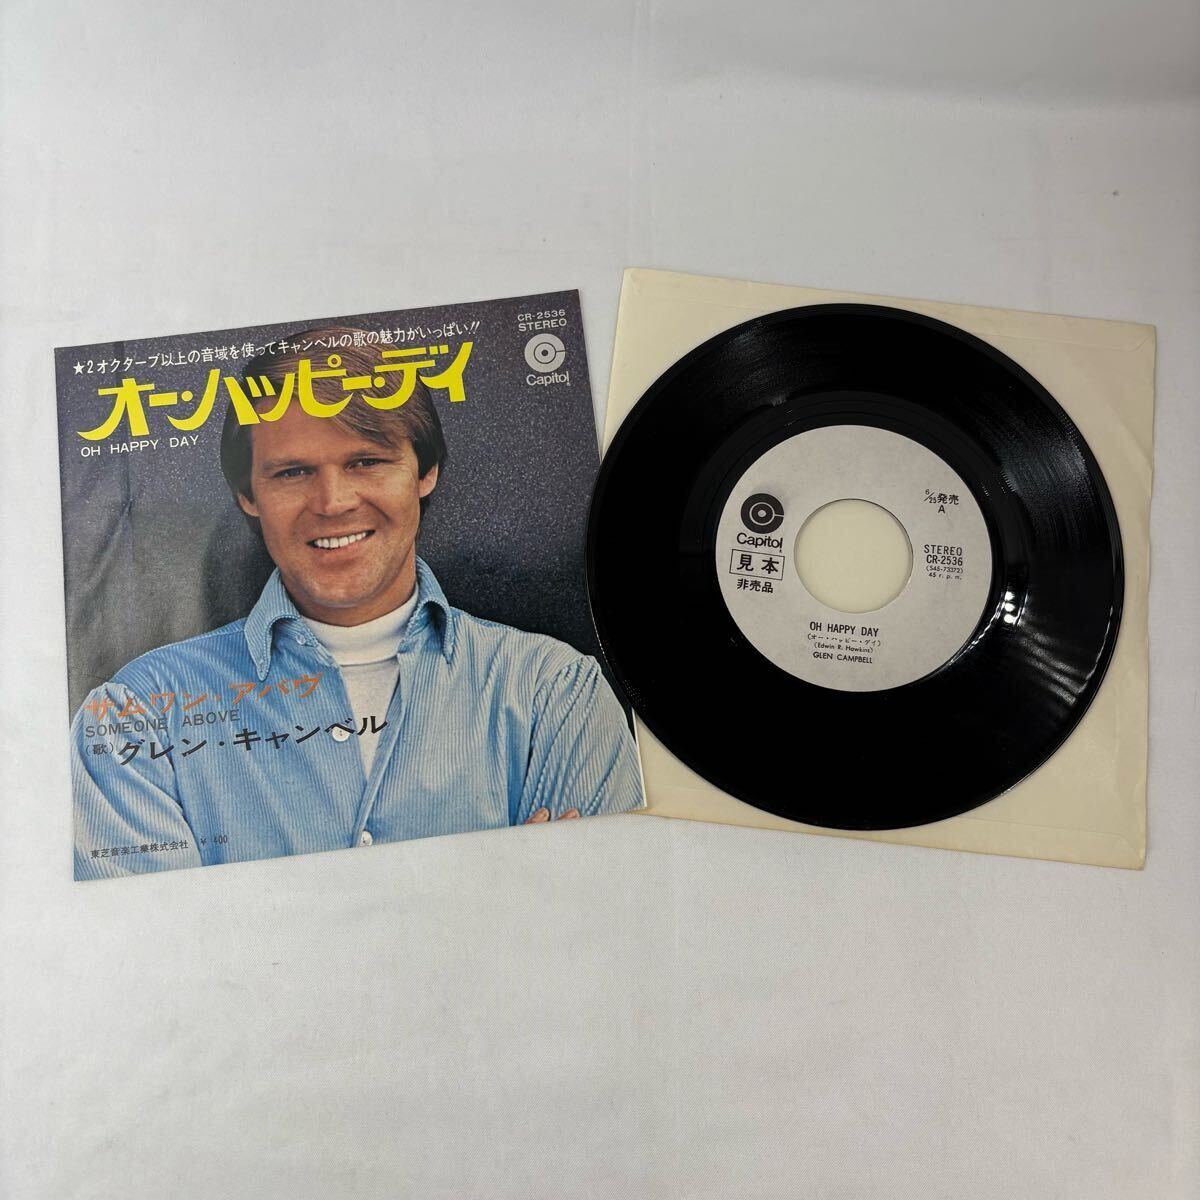 CR-2536
STEREO
★2オクターブ以上の音域を使ってキャンベルの歌の魅力がいっぱい!!
Capitol
オー・ハッピー・デイ
OH HAPPY DAY
サムワン・アバヴ
SOMEONE ABOVE
(歌)グレン・キャンベル
東芝音楽工業株式会社 ¥400
Capitol
見本
非売品
6/25発売
A
STEREO
CR-2536
(S45-73372)
45 r.p.m.
OH HAPPY DAY
(オー・ハッピー・デイ)
(Edwin R. Hawkins)
GLEN CAMPBELL